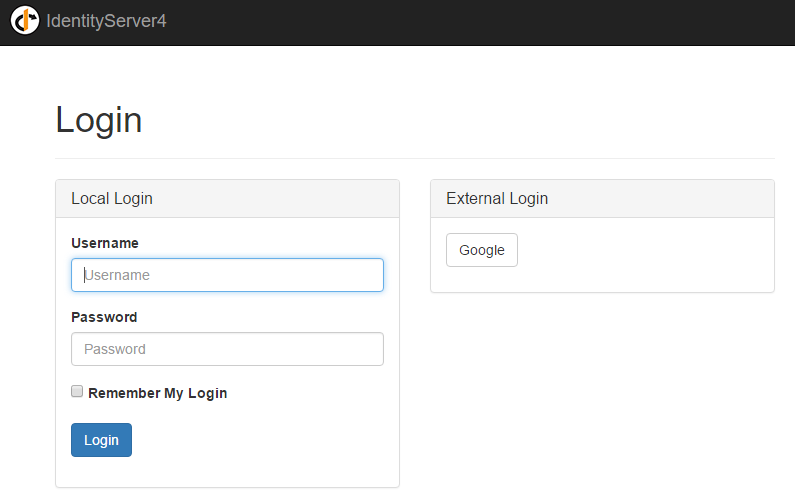 IdentityServer4
Login
Local Login
Username
Username
Password
Password
Remember My Login
Login
External Login
Google